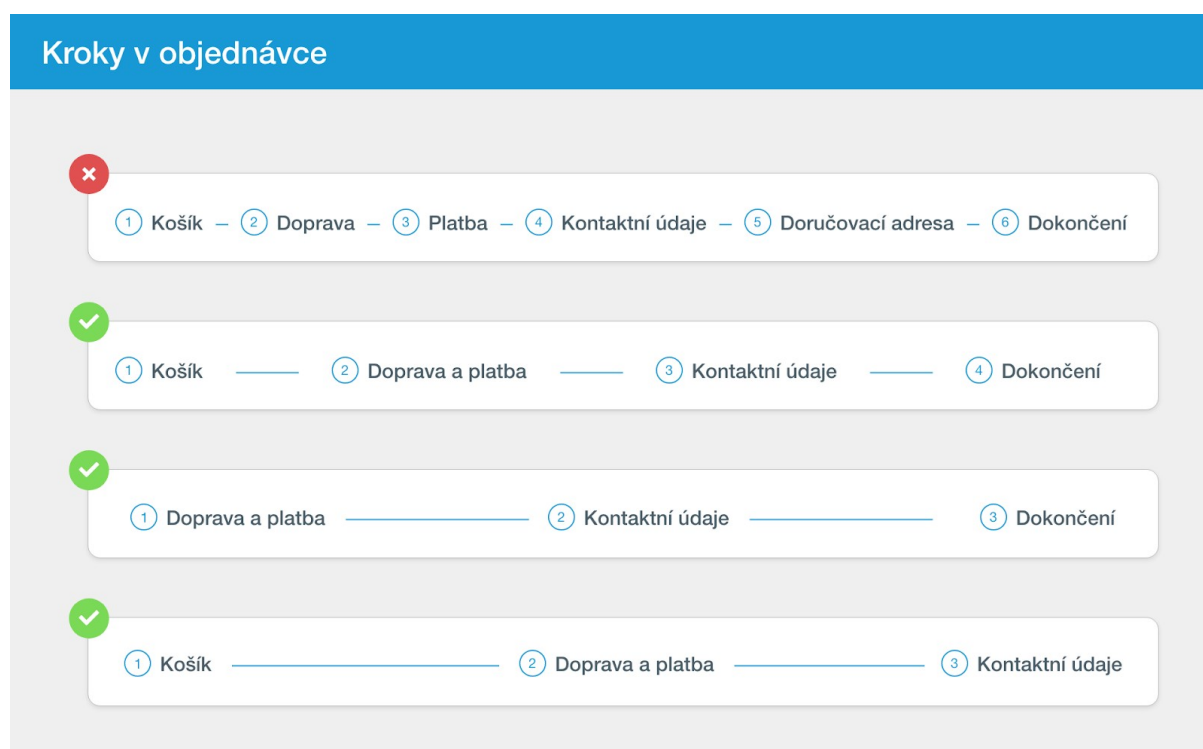 Kroky v objednávce
1 Košík – 2 Doprava – 3 Platba – 4 Kontaktní údaje – 5 Doručovací adresa – 6 Dokončení
1 Košík 2 Doprava a platba 3 Kontaktní údaje 4 Dokončení
1 Doprava a platba 2 Kontaktní údaje 3 Dokončení
1 Košík 2 Doprava a platba 3 Kontaktní údaje